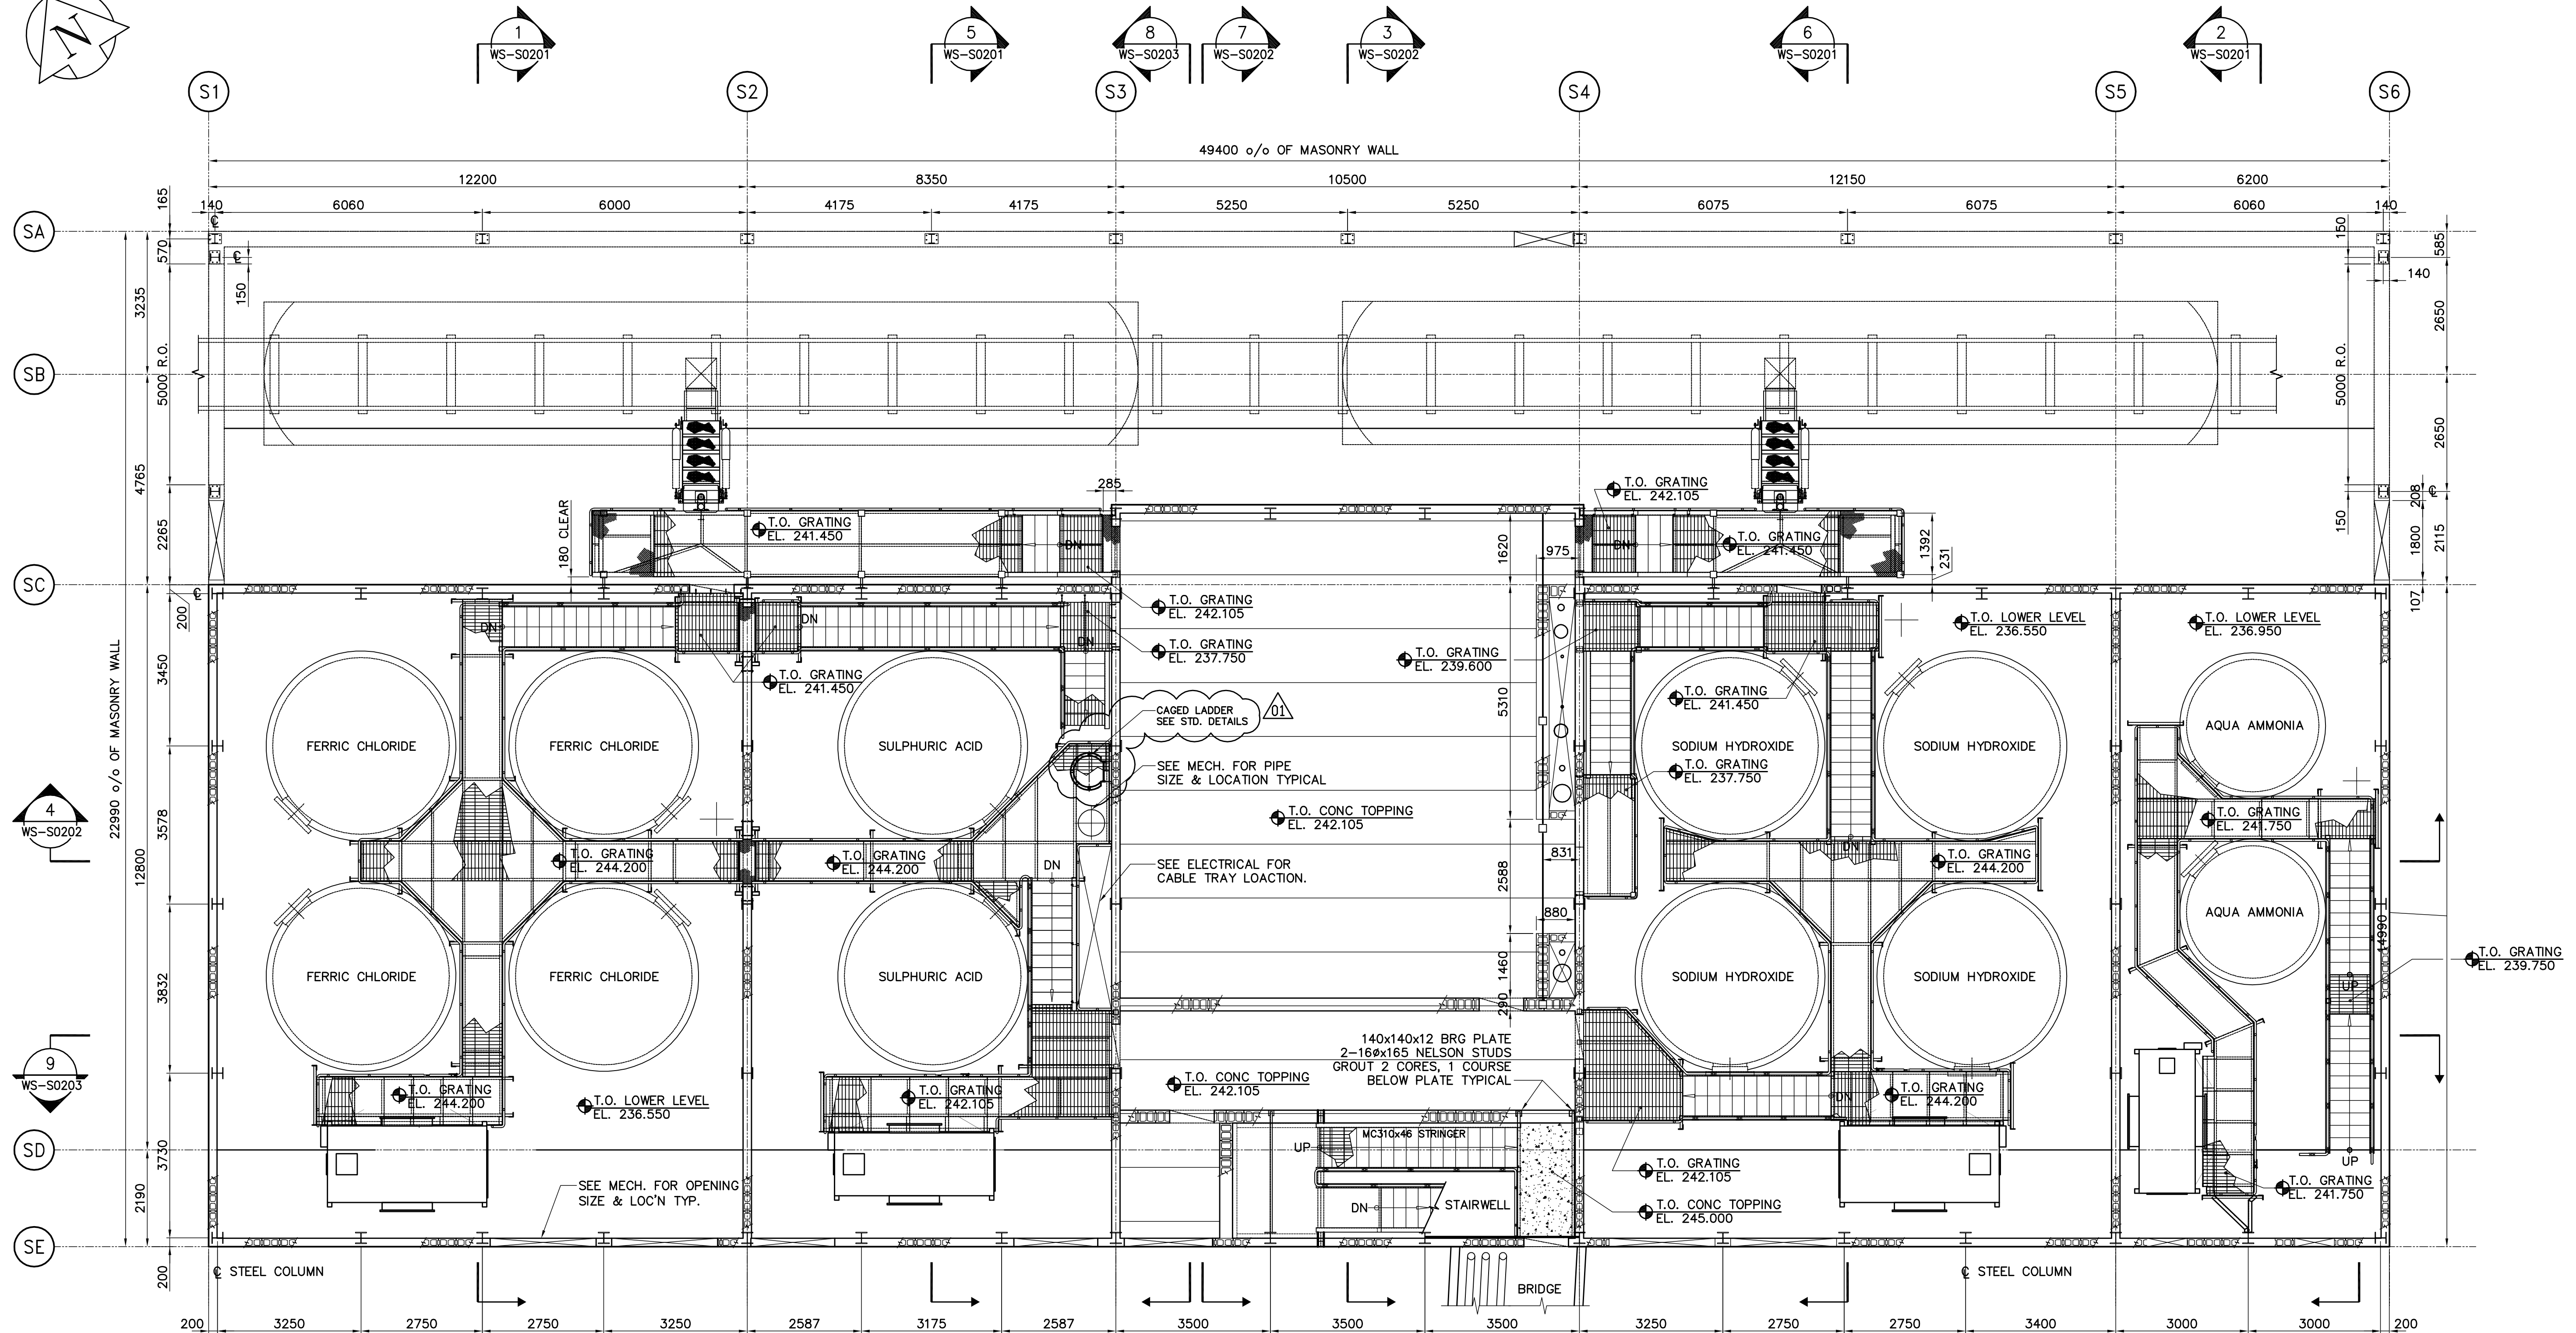 N
1
WS-S0201
5
WS-S0201
8
WS-S0203
7
WS-S0202
3
WS-S0202
6
WS-S0201
2
WS-S0201
S1
S2
S3
S4
S5
S6
49400 o/o OF MASONRY WALL
12200
8350
10500
12150
6200
140
6060
6000
4175
4175
5250
5250
6075
6075
6060
140
SA
SB
SC
SD
SE
4
WS-S0202
9
WS-S0203
22990 o/o OF MASONRY WALL
3235
4765
12800
2190
165
570
5000 R.O.
2265
200
3450
3578
3832
3730
200
℄
℄
150
℄
150
585
140
2650
5000 R.O.
2650
150
208
℄
1800
2115
107
14990
180 CLEAR
285
T.O. GRATING
EL. 241.450
DN
T.O. GRATING
EL. 242.105
DN
T.O. GRATING
EL. 241.450
1392
231
1620
975
T.O. GRATING
EL. 242.105
T.O. GRATING
EL. 237.750
T.O. GRATING
EL. 239.600
T.O. LOWER LEVEL
EL. 236.550
T.O. LOWER LEVEL
EL. 236.950
DN
DN
DN
T.O. GRATING
EL. 241.450
T.O. GRATING
EL. 241.450
5310
CAGED LADDER
SEE STD. DETAILS
01
FERRIC CHLORIDE
FERRIC CHLORIDE
SULPHURIC ACID
SODIUM HYDROXIDE
SODIUM HYDROXIDE
AQUA AMMONIA
SEE MECH. FOR PIPE
SIZE & LOCATION TYPICAL
T.O. GRATING
EL. 237.750
T.O. CONC TOPPING
EL. 242.105
T.O. GRATING
EL. 241.750
T.O. GRATING
EL. 244.200
T.O. GRATING
EL. 244.200
DN
SEE ELECTRICAL FOR
CABLE TRAY LOACTION.
831
2588
880
1460
290
DN
T.O. GRATING
EL. 244.200
AQUA AMMONIA
FERRIC CHLORIDE
FERRIC CHLORIDE
SULPHURIC ACID
SODIUM HYDROXIDE
SODIUM HYDROXIDE
UP
T.O. GRATING
EL. 239.750
140x140x12 BRG PLATE
2-16øx165 NELSON STUDS
GROUT 2 CORES, 1 COURSE
BELOW PLATE TYPICAL
T.O. GRATING
EL. 244.200
T.O. LOWER LEVEL
EL. 236.550
T.O. GRATING
EL. 242.105
T.O. CONC TOPPING
EL. 242.105
DN
T.O. GRATING
EL. 244.200
UP
MC310x46 STRINGER
UP
T.O. GRATING
EL. 242.105
T.O. GRATING
EL. 241.750
SEE MECH. FOR OPENING
SIZE & LOC'N TYP.
DN
STAIRWELL
T.O. CONC TOPPING
EL. 245.000
℄ STEEL COLUMN
BRIDGE
℄ STEEL COLUMN
200
3250
2750
2750
3250
2587
3175
2587
3500
3500
3500
3250
2750
2750
3400
3000
3000
200